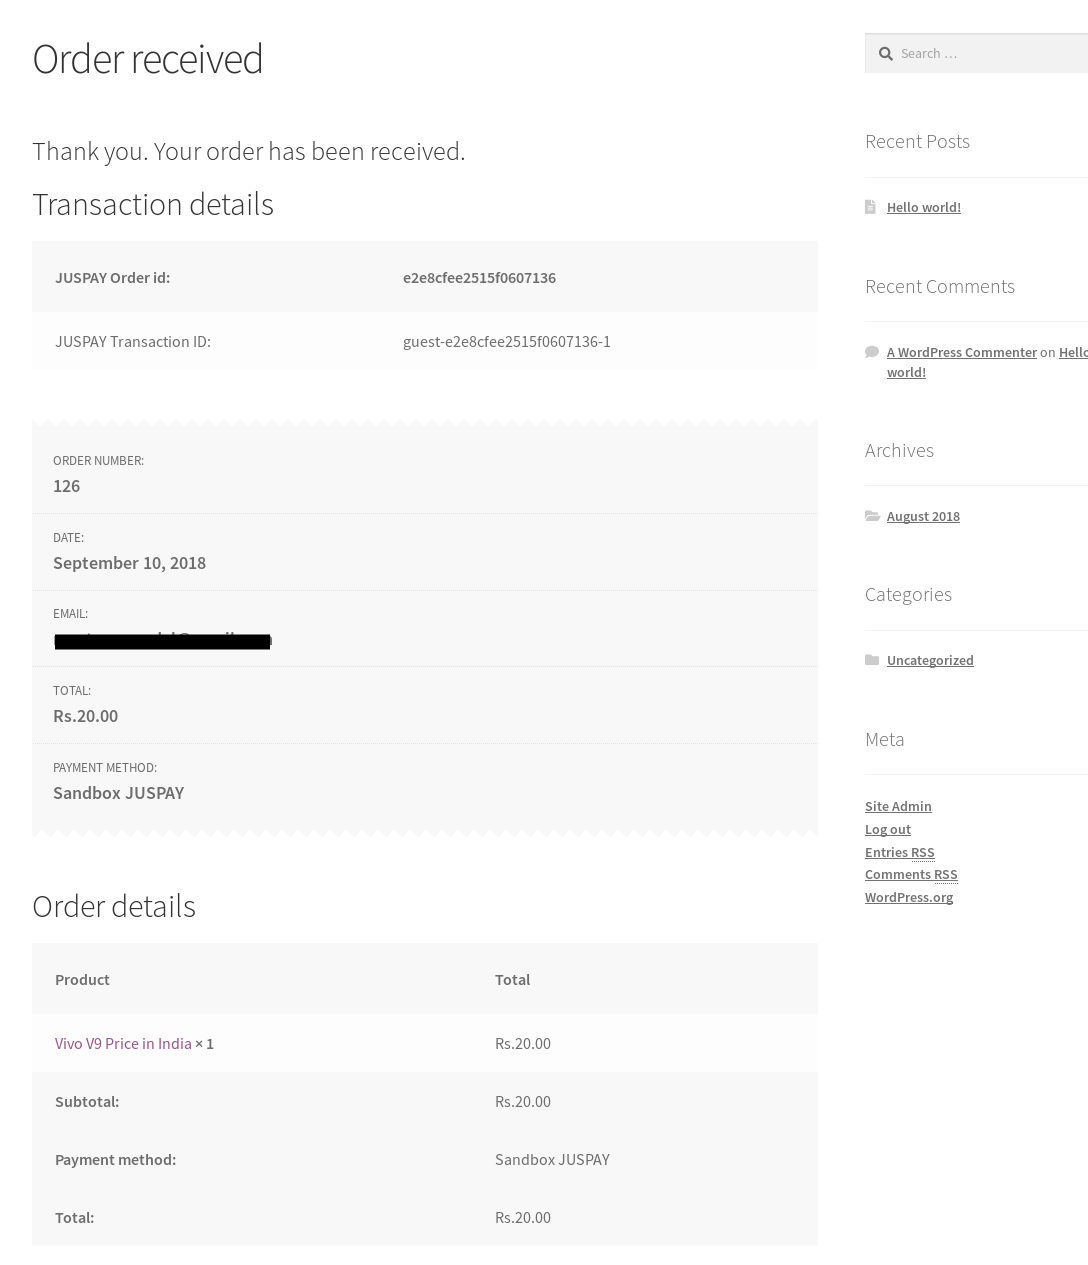 Order received
Thank you. Your order has been received.
Transaction details
JUSPAY Order id: e2e8cfee2515f0607136
JUSPAY Transaction ID: guest-e2e8cfee2515f0607136-1
ORDER NUMBER:
126
DATE:
September 10, 2018
EMAIL:
TOTAL:
Rs.20.00
PAYMENT METHOD:
Sandbox JUSPAY
Order details
Product Total
Vivo V9 Price in India × 1 Rs.20.00
Subtotal: Rs.20.00
Payment method: Sandbox JUSPAY
Total: Rs.20.00
Search …
Recent Posts
Hello world!
Recent Comments
A WordPress Commenter on Hello
world!
Archives
August 2018
Categories
Uncategorized
Meta
Site Admin
Log out
Entries RSS
Comments RSS
WordPress.org